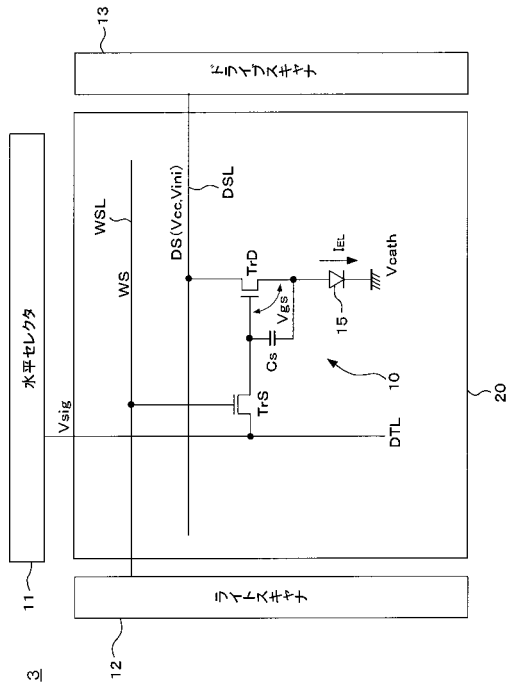 3
11
水平セレクタ
12
ライトスキャナ
13
ドライブスキャナ
Vsig
WSL
WS
DS(Vcc,Vini)
DSL
TrS
TrD
Cs
Vgs
IEL
15
Vcath
10
DTL
20